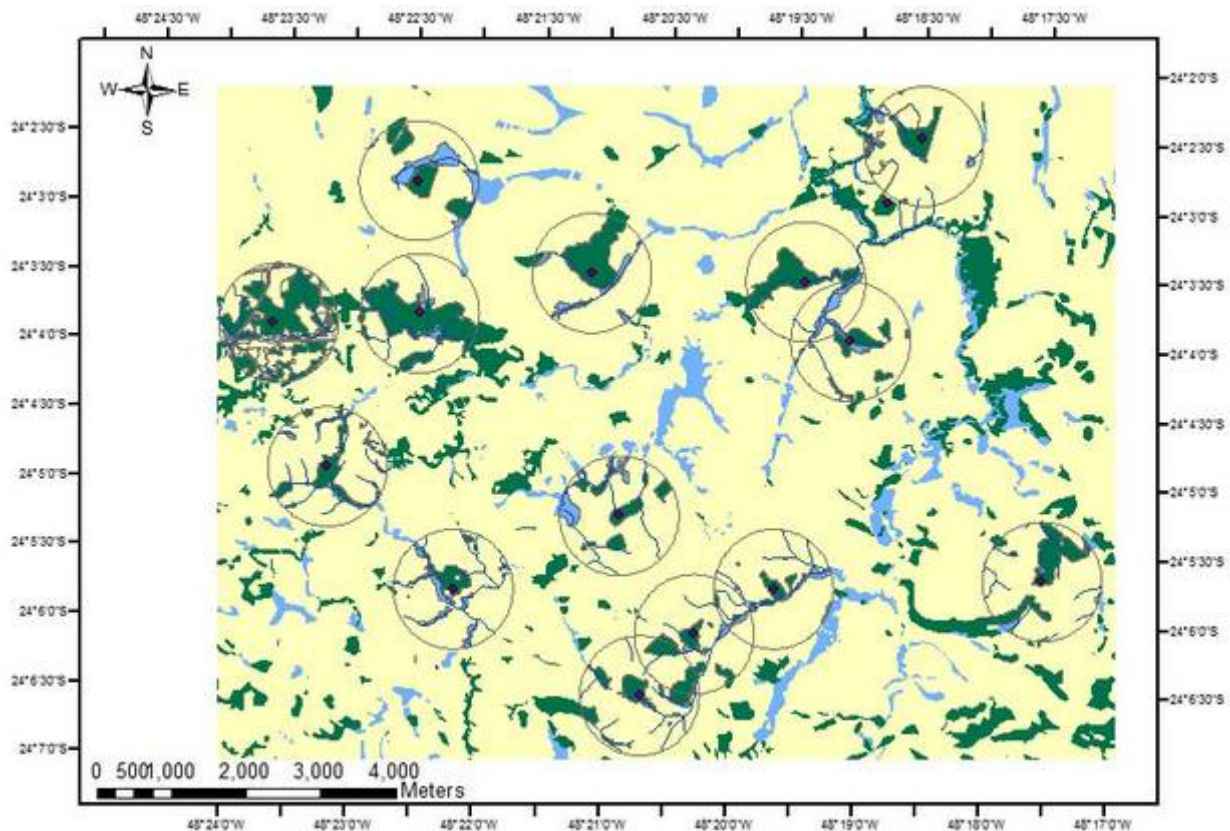 48°24'30"W 48°23'30"W 48°22'30"W 48°21'30"W 48°20'30"W 48°19'30"W 48°18'30"W 48°17'30"W
N
W E
S
24°2'0"S
24°2'30"S
24°2'30"S
24°3'0"S
24°3'0"S
24°3'30"S
24°3'30"S
24°4'0"S
24°4'0"S
24°4'30"S
24°4'30"S
24°5'0"S
24°5'0"S
24°5'30"S
24°5'30"S
24°6'0"S
24°6'0"S
24°6'30"S
24°6'30"S
24°7'0"S
0 500 1,000 2,000 3,000 4,000
Meters
48°24'0"W 48°23'0"W 48°22'0"W 48°21'0"W 48°20'0"W 48°19'0"W 48°18'0"W 48°17'0"W